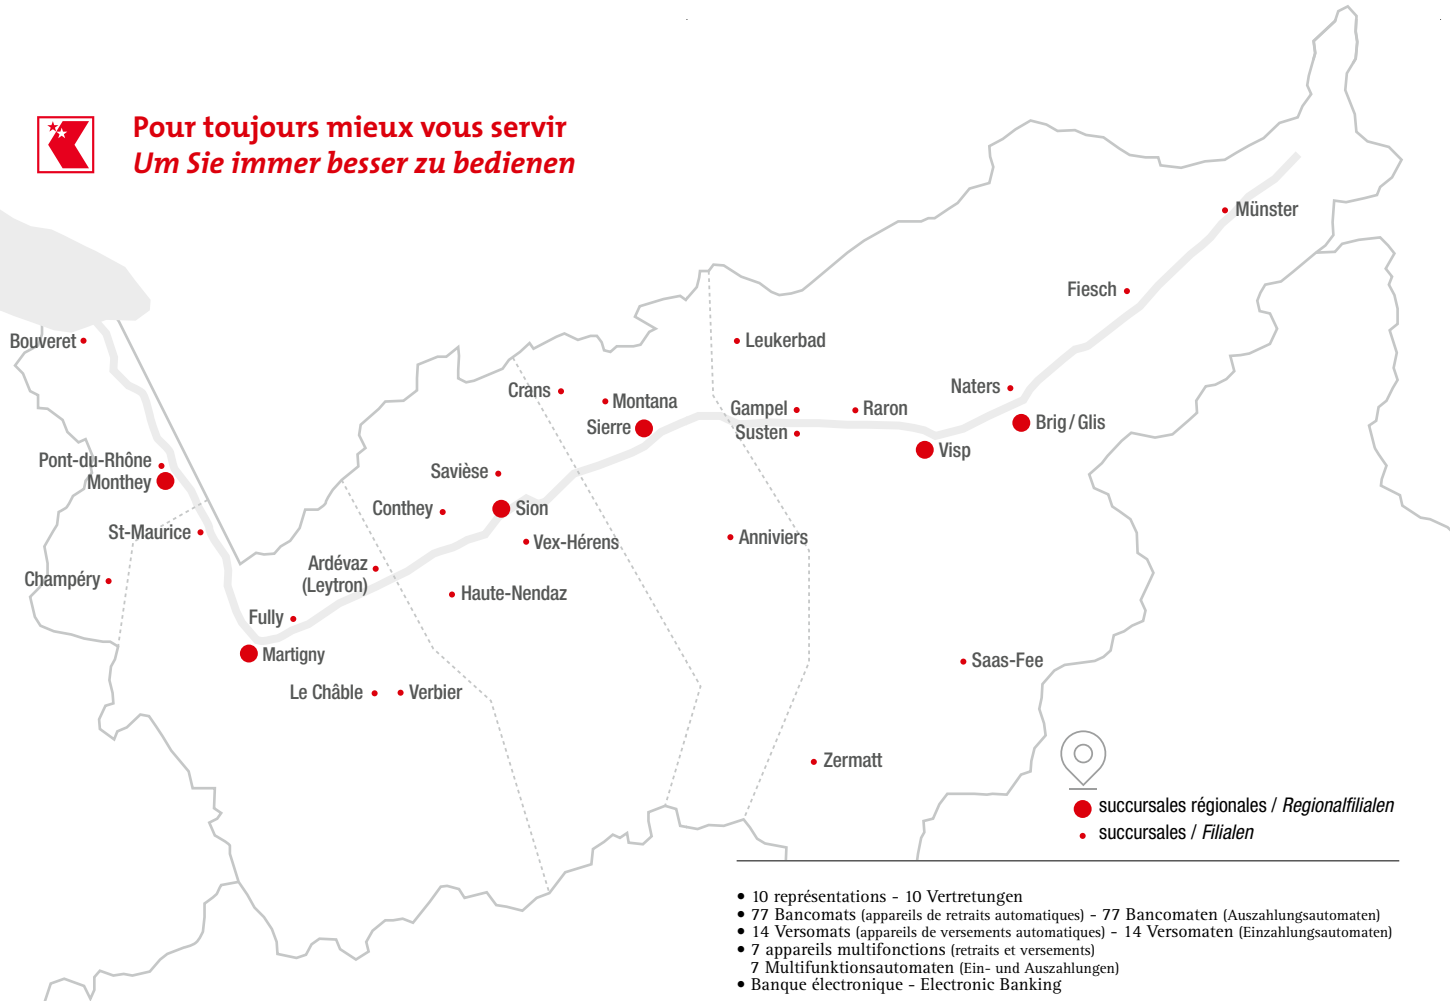 Pour toujours mieux vous servir
Um Sie immer besser zu bedienen
Münster
Fiesch
Bouveret
Leukerbad
Naters
Crans
Montana
Gampel
Raron
Sierre
Brig / Glis
Susten
Visp
Pont-du-Rhône
Monthey
Savièse
Conthey
Sion
St-Maurice
Vex-Hérens
Anniviers
Ardévaz
(Leytron)
Champéry
Haute-Nendaz
Fully
Martigny
Saas-Fee
Le Châble
Verbier
Zermatt
succursales régionales / Regionalfilialen
succursales / Filialen
• 10 représentations - 10 Vertretungen
• 77 Bancomats (appareils de retraits automatiques) - 77 Bancomaten (Auszahlungsautomaten)
• 14 Versomats (appareils de versements automatiques) - 14 Versomaten (Einzahlungsautomaten)
• 7 appareils multifonctions (retraits et versements)
7 Multifunktionsautomaten (Ein- und Auszahlungen)
• Banque électronique - Electronic Banking